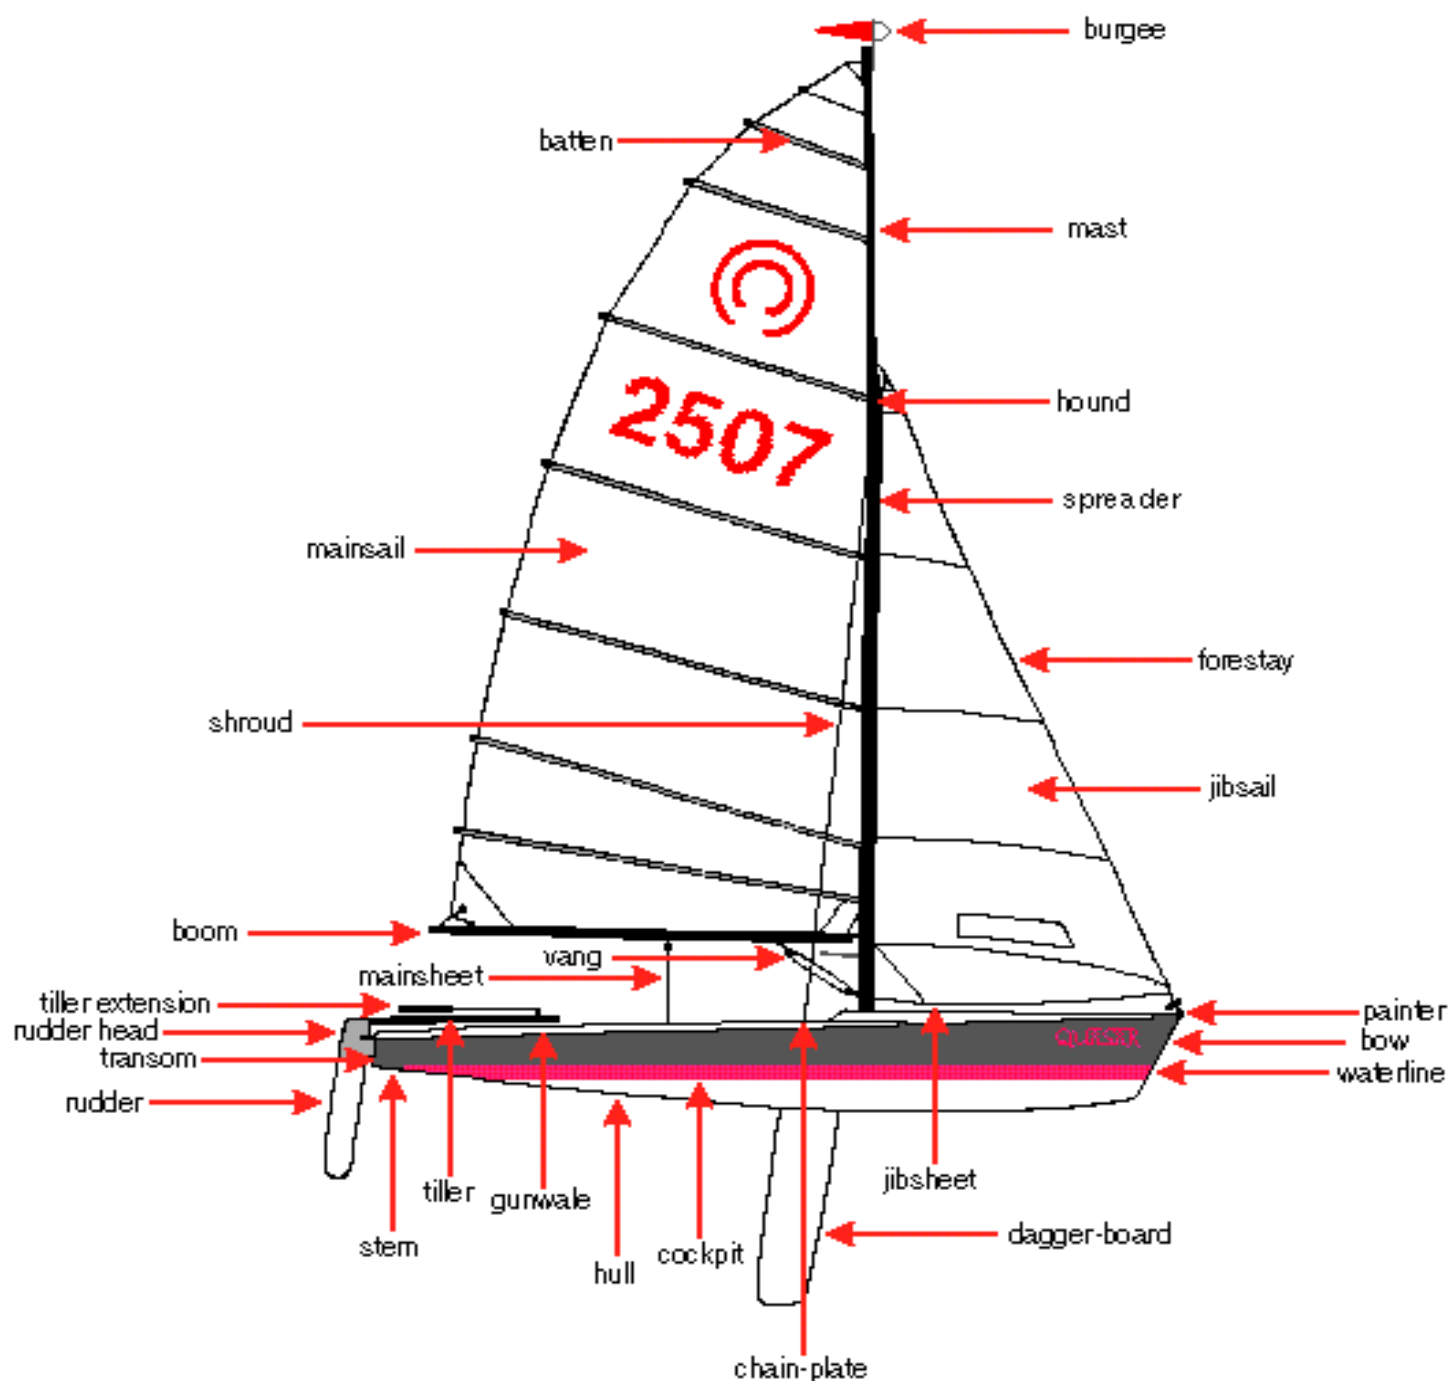 burgee
batten
mast
2507
hound
spreader
mainsail
forestay
shroud
jibsail
boom
vang
mainsheet
tiller extension
painter
rudder head
QUASAR
bow
transom
waterline
rudder
jibsheet
tiller
gunwale
dagger-board
stern
cockpit
hull
chain-plate